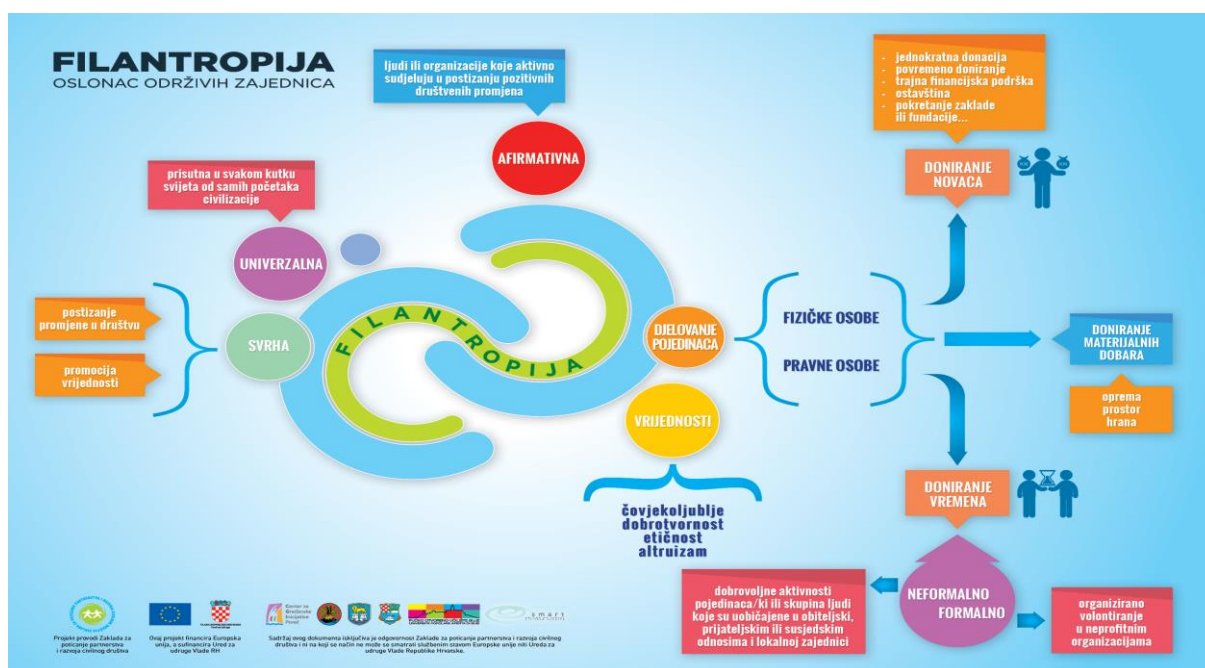 FILANTROPIJA
OSLONAC ODRŽIVIH ZAJEDNICA
ljudi ili organizacije koje aktivno
sudjeluju u postizanju pozitivnih
društvenih promjena
AFIRMATIVNA
prisutna u svakom kutku
svijeta od samih početaka
civilizacije
UNIVERZALNA
postizanje
promjene u društvu
promocija
vrijednosti
SVRHA
FILANTROPIJA
DJELOVANJE
POJEDINACA
VRIJEDNOSTI
čovjekoljublje
dobrotvornost
etičnost
altruizam
FIZIČKE OSOBE
PRAVNE OSOBE
- jednokratna donacija
- povremeno doniranje
- trajna financijska podrška
- ostavština
- pokretanje zaklade
ili fundacije...
DONIRANJE
NOVACA
DONIRANJE
MATERIJALNIH
DOBARA
oprema
prostor
hrana
DONIRANJE
VREMENA
NEFORMALNO
FORMALNO
dobrovoljne aktivnosti
pojedinaca/ki ili skupina ljudi
koje su uobičajene u obiteljski,
prijateljskim ili susjedskim
odnosima i lokalnoj zajednici
organizirano
volontiranje
u neprofitnim
organizacijama
Projekt provodi Zaklada za
poticanje partnerstva
i razvoja civilnog društva
Ovaj projekt financira Europska
unija, a sufinancira Ured za
udruge Vlade RH
smart
Sadržaj ovog dokumenta isključiva je odgovornost Zaklade za poticanje partnerstva i razvoja civilnog
društva i ni na koji se način ne može se smatrati službenim stavom Europske unije niti Ureda za
udruge Vlade Republike Hrvatske.